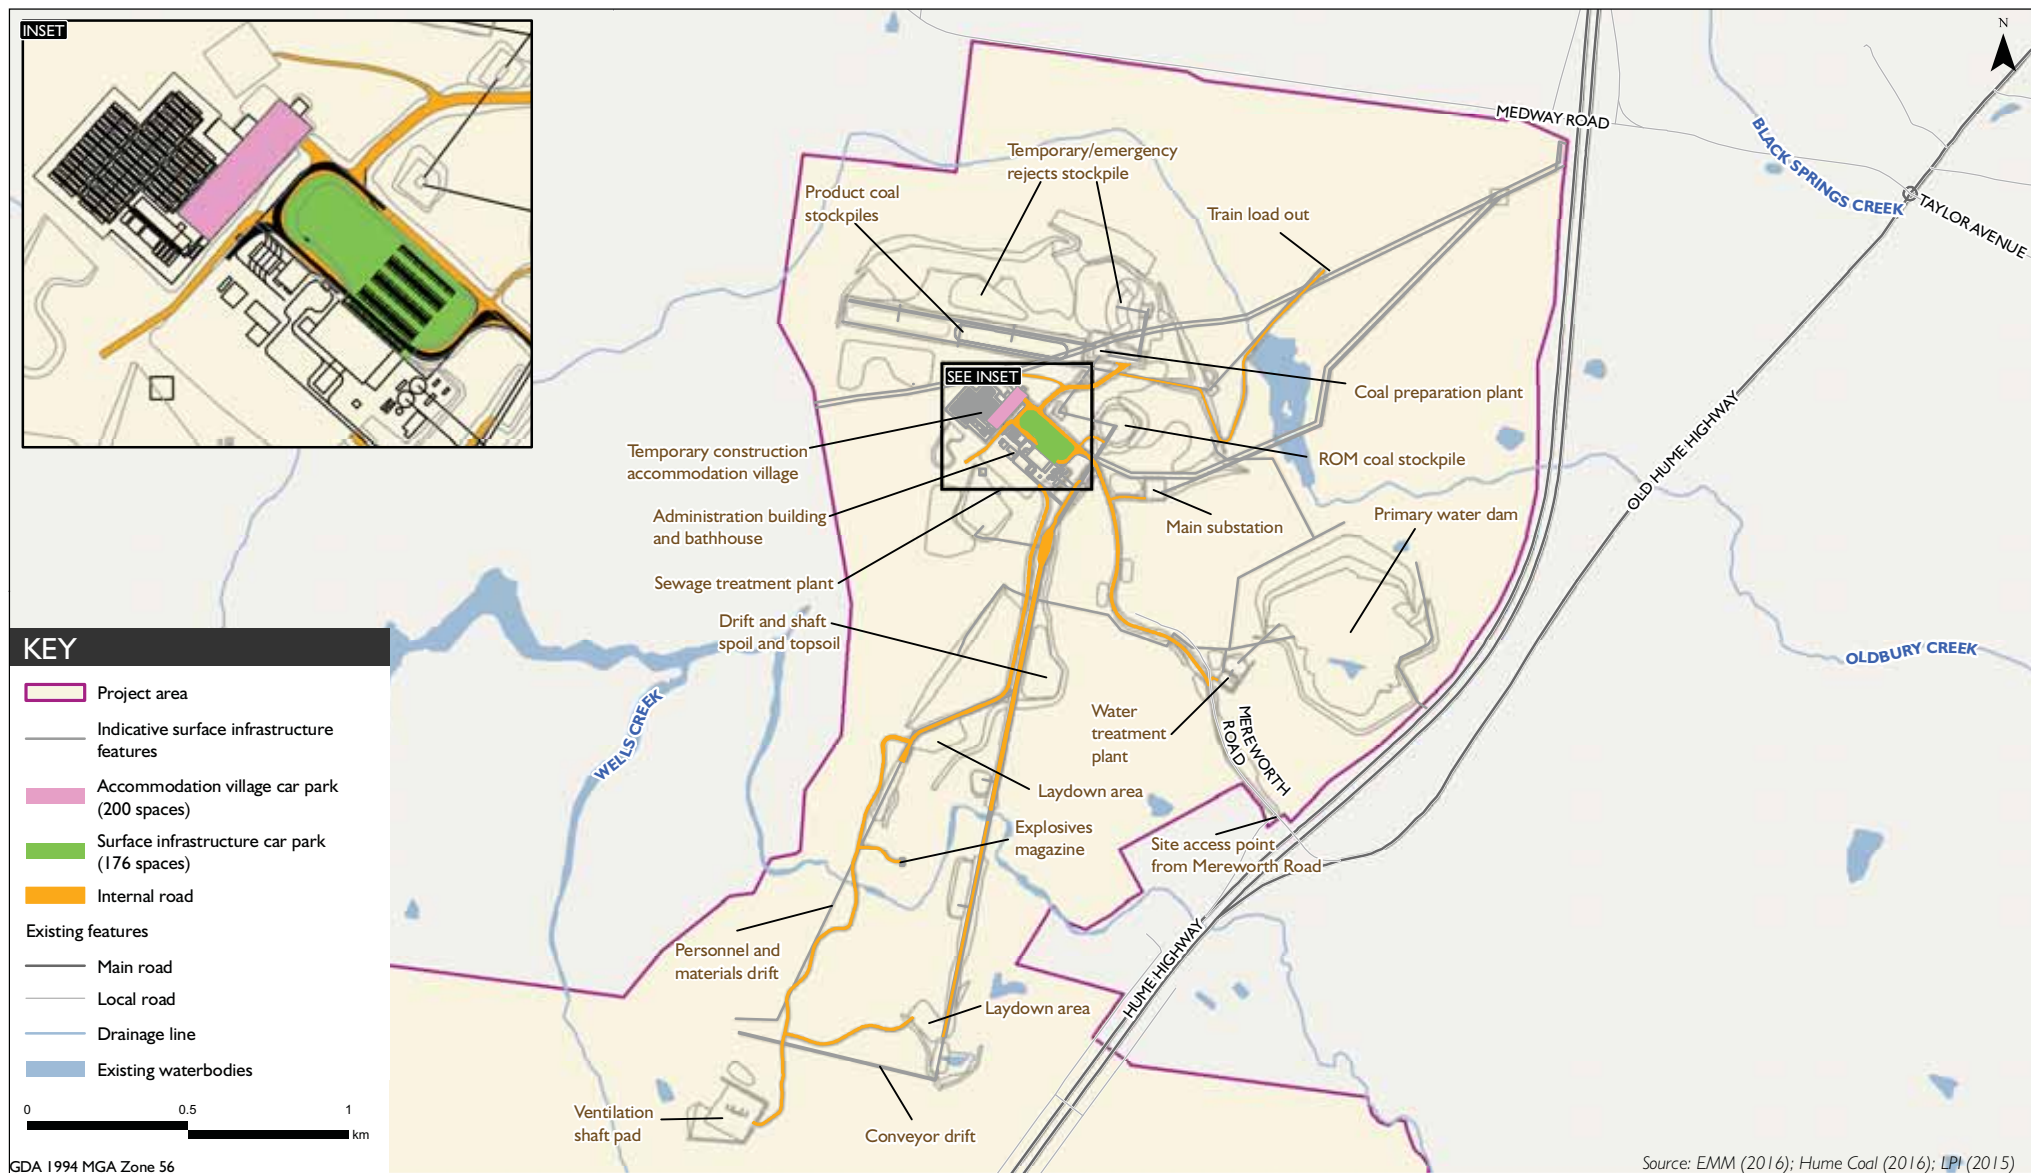 INSET
N
MEDWAY ROAD
BLACK SPRINGS CREEK
TAYLOR AVENUE
Temporary/emergency
rejects stockpile
Product coal
stockpiles
Train load out
SEE INSET
Coal preparation plant
OLD HUME HIGHWAY
Temporary construction
accommodation village
ROM coal stockpile
Administration building
and bathhouse
Main substation
Primary water dam
Sewage treatment plant
Drift and shaft
spoil and topsoil
OLDBURY CREEK
WELLS CREEK
Water
treatment
plant
MEREWORTH
ROAD
Laydown area
Explosives
magazine
Site access point
from Mereworth Road
Personnel and
materials drift
HUME HIGHWAY
Laydown area
Ventilation
shaft pad
Conveyor drift
KEY
Project area
Indicative surface infrastructure
features
Accommodation village car park
(200 spaces)
Surface infrastructure car park
(176 spaces)
Internal road
Existing features
Main road
Local road
Drainage line
Existing waterbodies
0 0.5 1
km
GDA 1994 MGA Zone 56
Source: EMM (2016); Hume Coal (2016); LPI (2015)